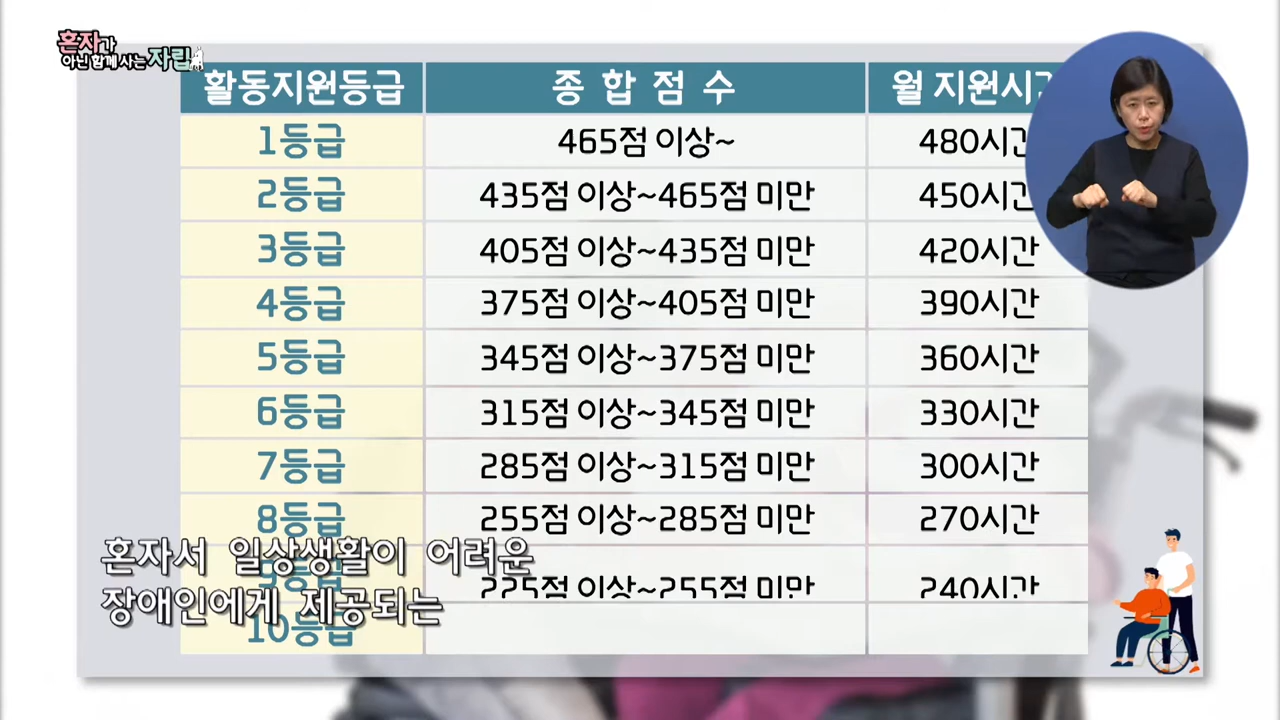 혼자가
아닌 함께 사는 자립
활동지원등급 종 합 점 수 월 지원시간
1등급 465점 이상~ 480시간
2등급 435점 이상~465점 미만 450시간
3등급 405점 이상~435점 미만 420시간
4등급 375점 이상~405점 미만 390시간
5등급 345점 이상~375점 미만 360시간
6등급 315점 이상~345점 미만 330시간
7등급 285점 이상~315점 미만 300시간
8등급 255점 이상~285점 미만 270시간
9등급 225점 이상~255점 미만 240시간
10등급
혼자서 일상생활이 어려운
장애인에게 제공되는